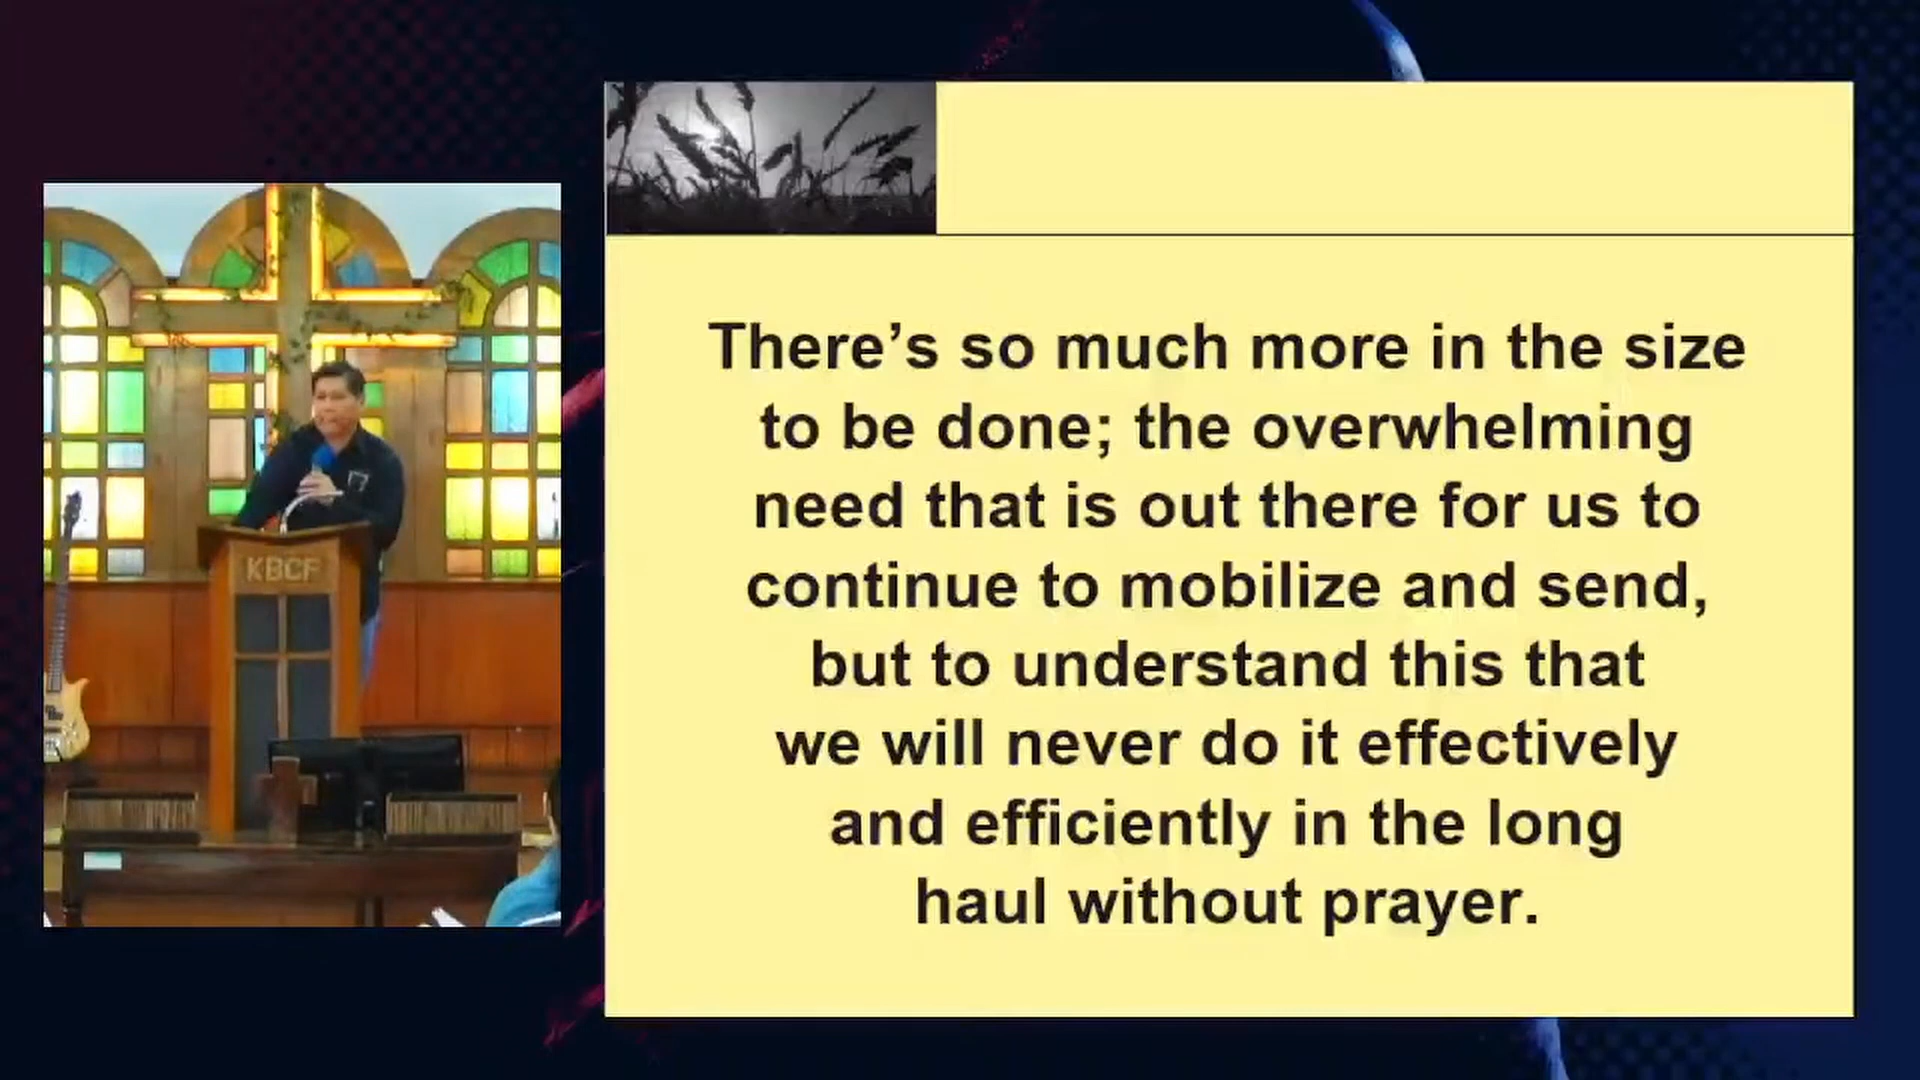 KBCF
There’s so much more in the size
to be done; the overwhelming
need that is out there for us to
continue to mobilize and send,
but to understand this that
we will never do it effectively
and efficiently in the long
haul without prayer.